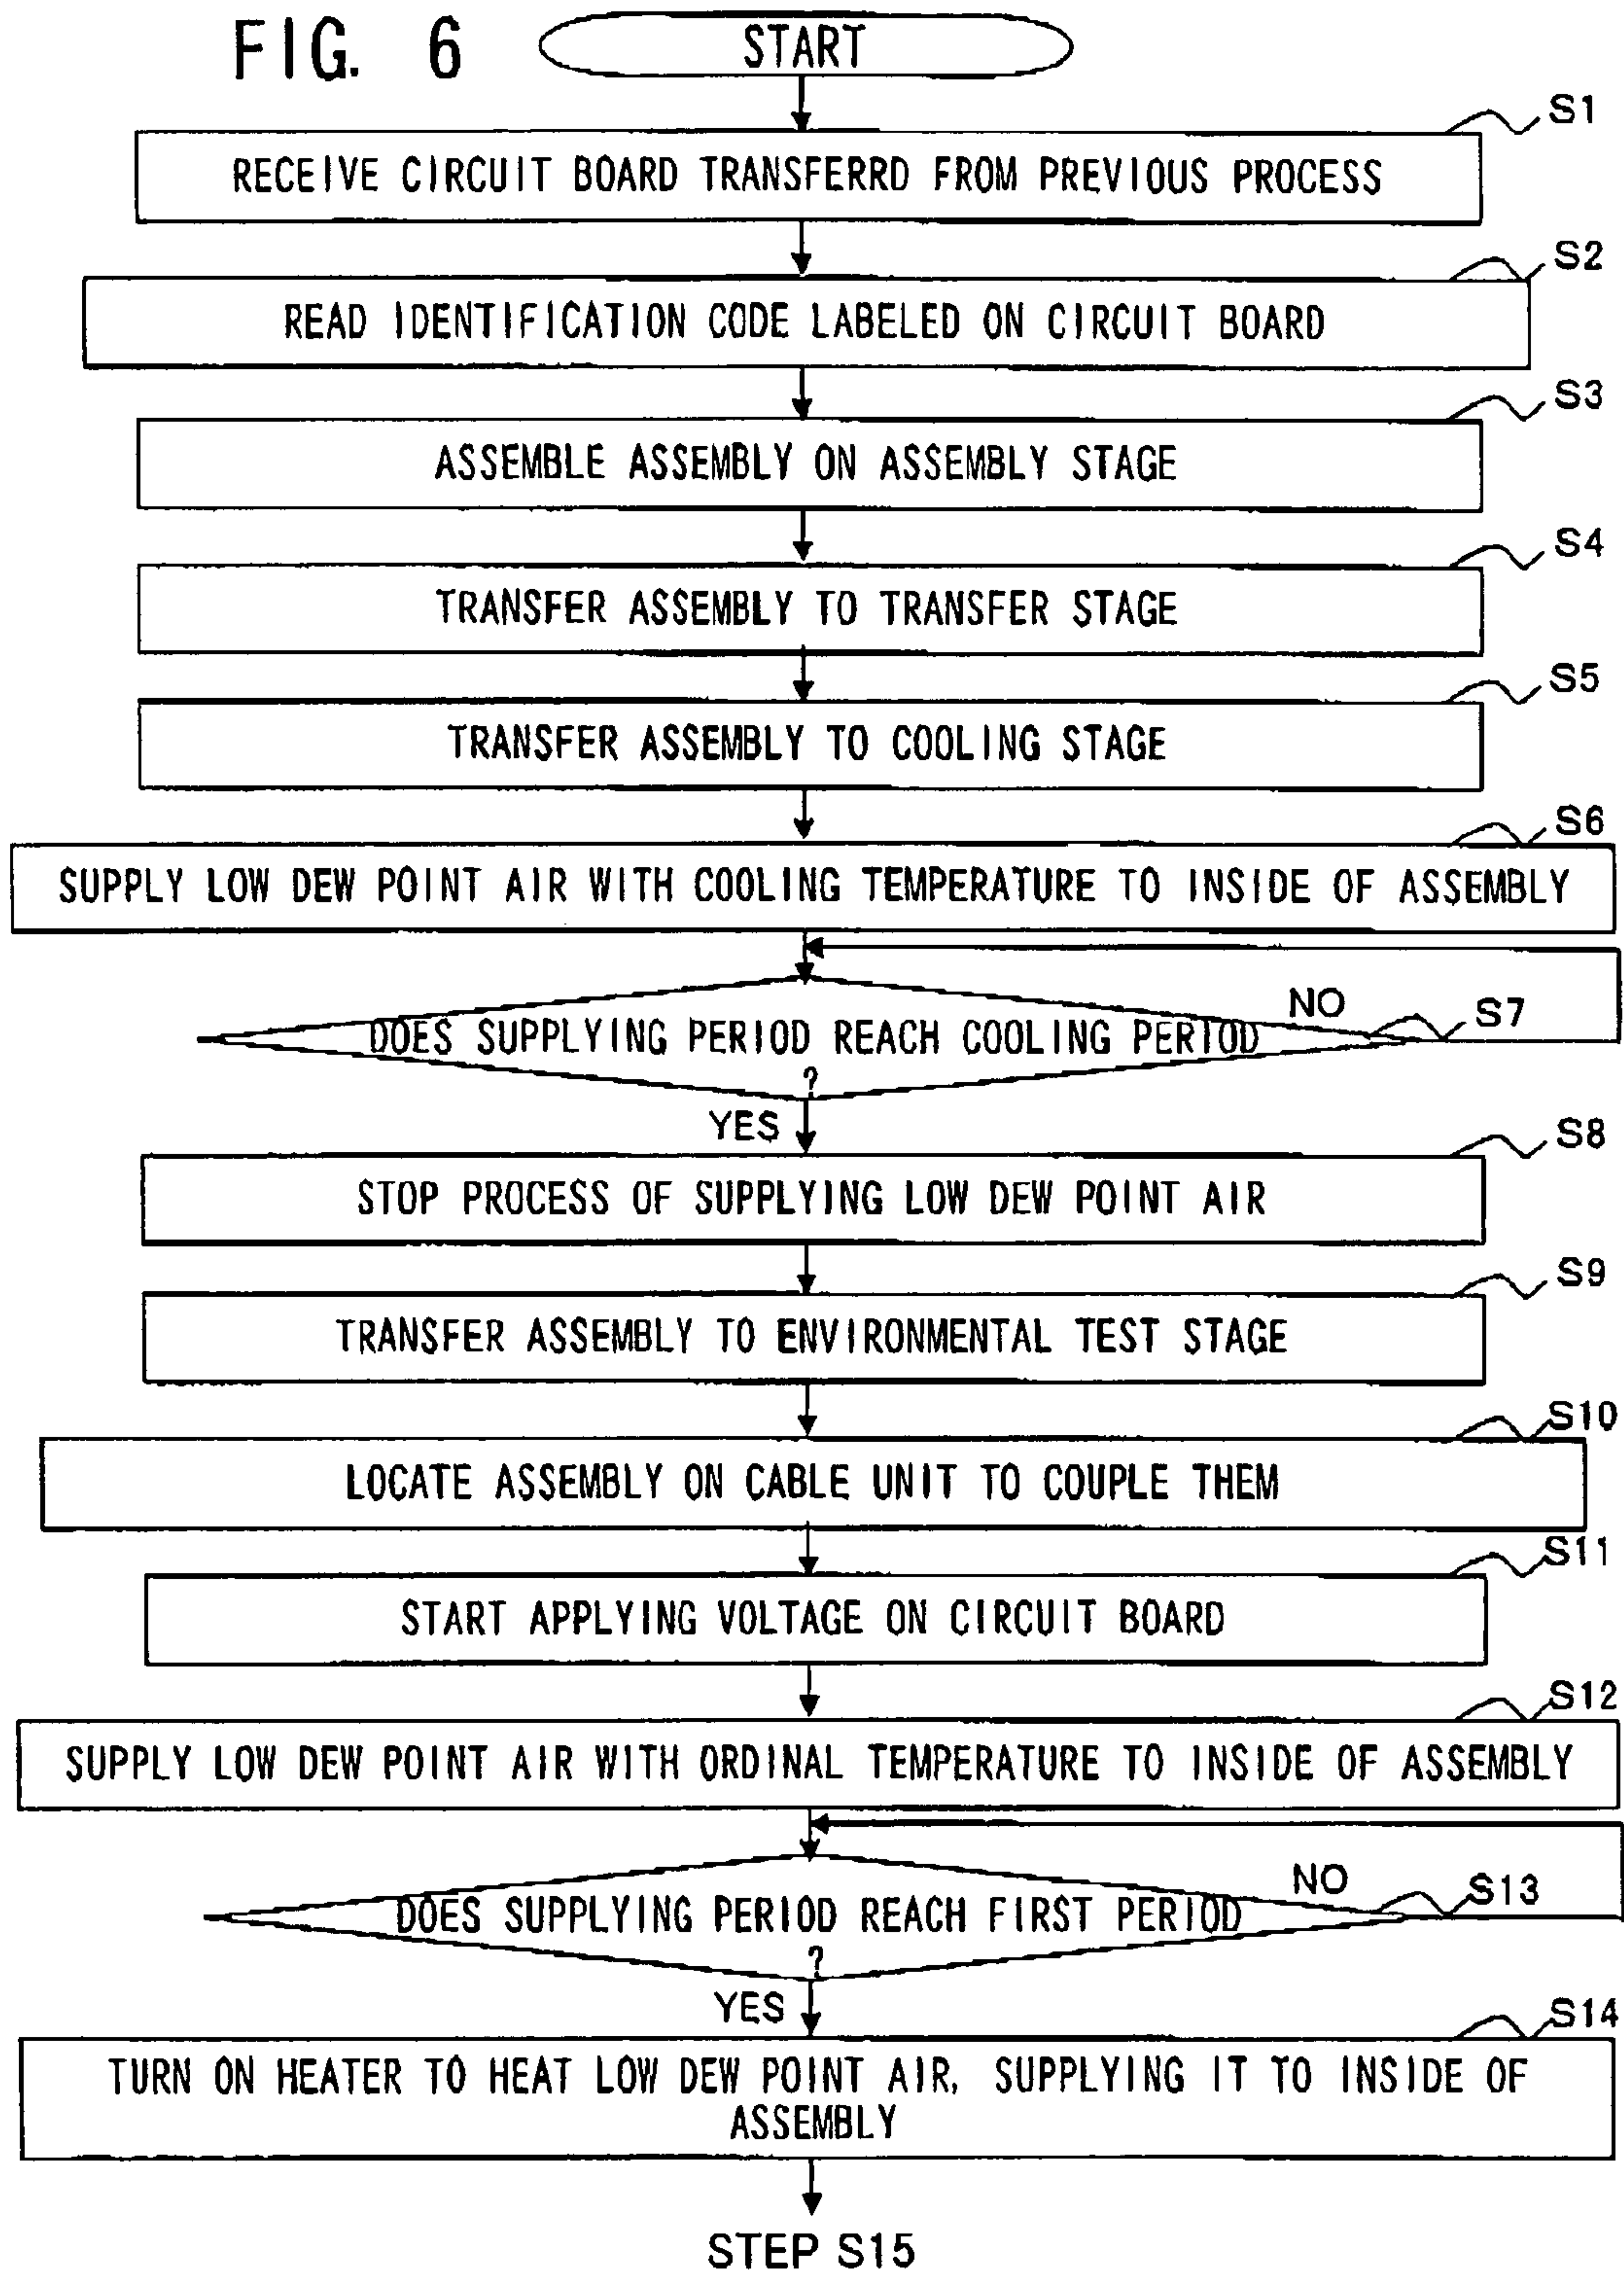 FIG. 6
START
S1
RECEIVE CIRCUIT BOARD TRANSFERRD FROM PREVIOUS PROCESS
S2
READ IDENTIFICATION CODE LABELED ON CIRCUIT BOARD
S3
ASSEMBLE ASSEMBLY ON ASSEMBLY STAGE
S4
TRANSFER ASSEMBLY TO TRANSFER STAGE
S5
TRANSFER ASSEMBLY TO COOLING STAGE
S6
SUPPLY LOW DEW POINT AIR WITH COOLING TEMPERATURE TO INSIDE OF ASSEMBLY
NO
S7
DOES SUPPLYING PERIOD REACH COOLING PERIOD
?
YES
S8
STOP PROCESS OF SUPPLYING LOW DEW POINT AIR
S9
TRANSFER ASSEMBLY TO ENVIRONMENTAL TEST STAGE
S10
LOCATE ASSEMBLY ON CABLE UNIT TO COUPLE THEM
S11
START APPLYING VOLTAGE ON CIRCUIT BOARD
S12
SUPPLY LOW DEW POINT AIR WITH ORDINAL TEMPERATURE TO INSIDE OF ASSEMBLY
NO
S13
DOES SUPPLYING PERIOD REACH FIRST PERIOD
?
YES
S14
TURN ON HEATER TO HEAT LOW DEW POINT AIR, SUPPLYING IT TO INSIDE OF
ASSEMBLY
STEP S15